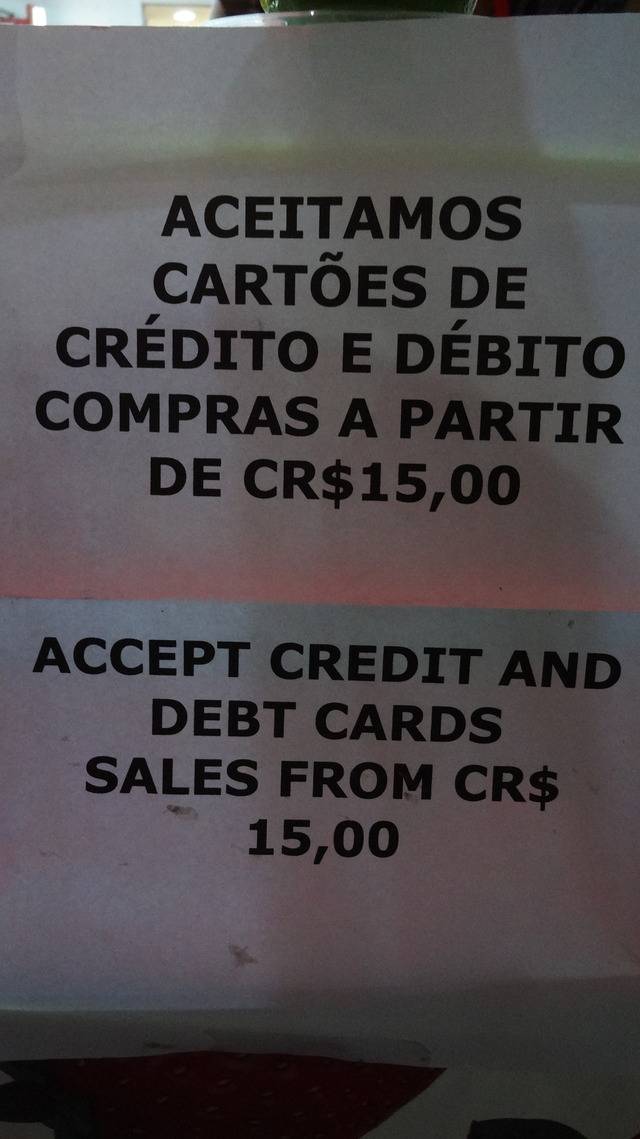 ACEITAMOS
CARTÕES DE
CRÉDITO E DÉBITO
COMPRAS A PARTIR
DE CR$15,00
ACCEPT CREDIT AND
DEBT CARDS
SALES FROM CR$
15,00